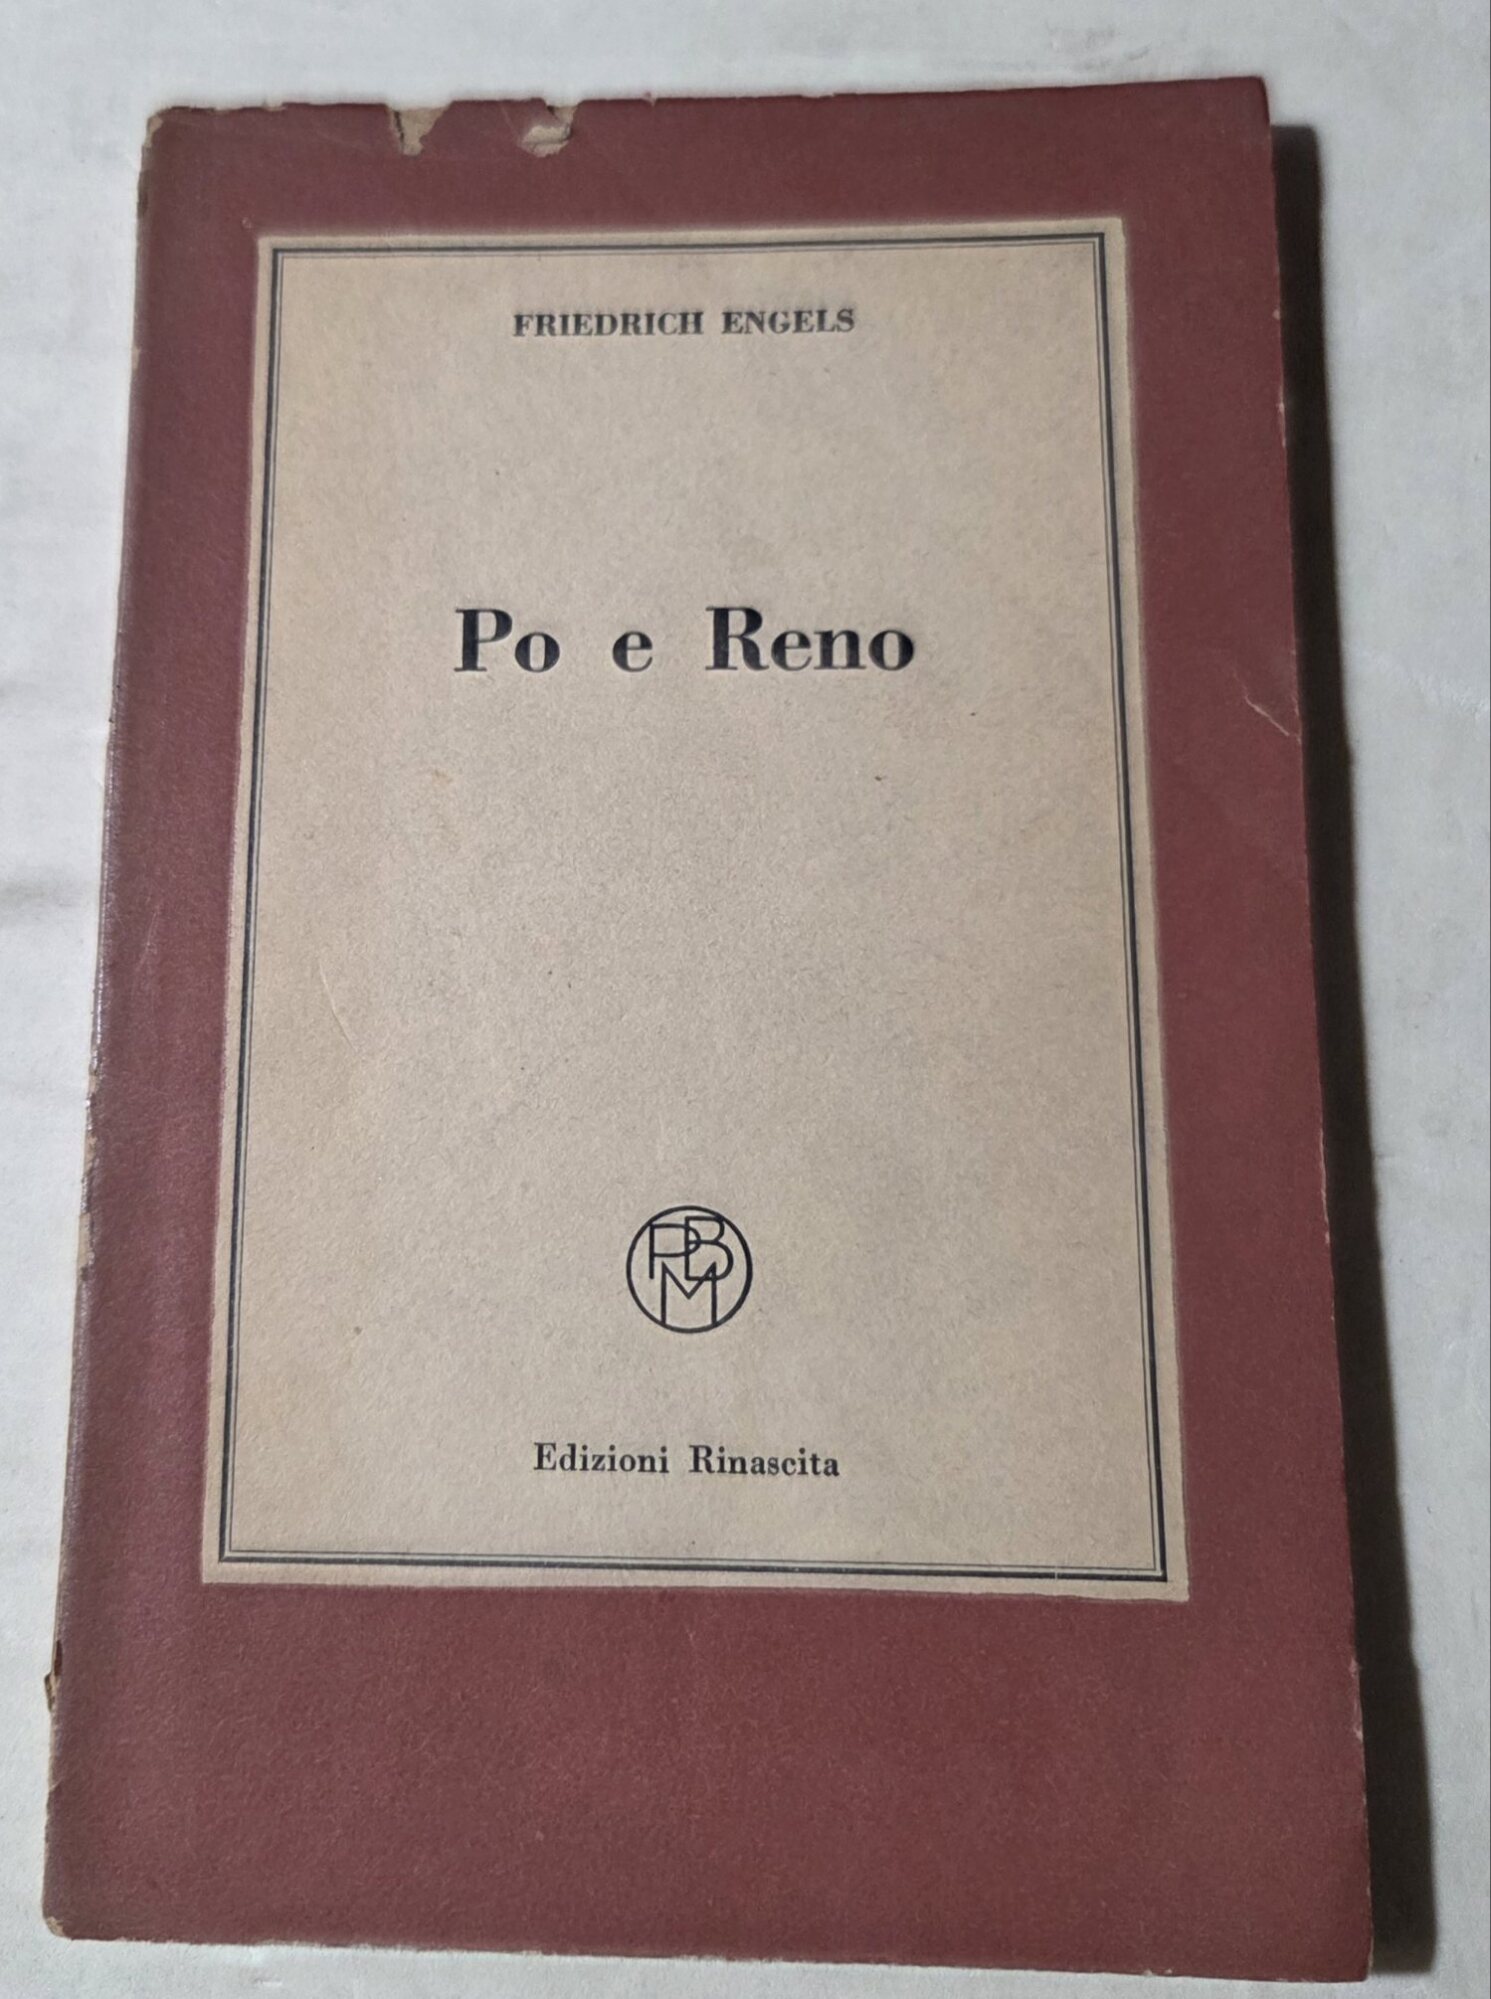 FRIEDRICH ENGELS
Po e Reno
PBM
Edizioni Rinascita